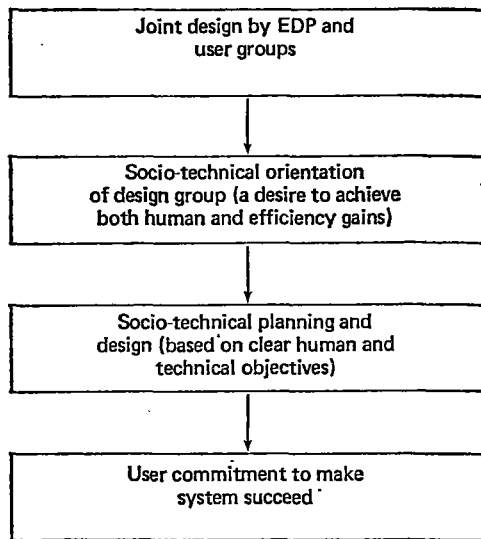 Joint design by EDP and
user groups
Socio-technical orientation
of design group (a desire to achieve
both human and efficiency gains)
Socio-technical planning and
design (based on clear human and
technical objectives)
User commitment to make
system succeed